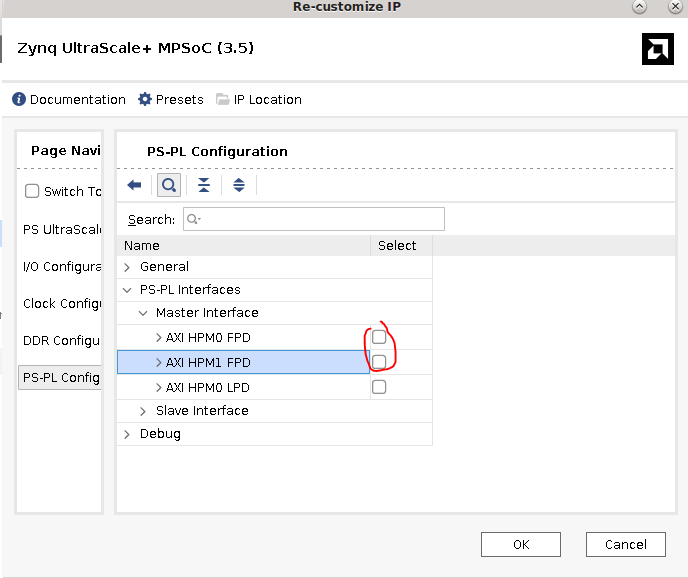 Re-customize IP
Zynq UltraScale+ MPSoC (3.5)
Documentation Presets IP Location
Page Navi
Switch To
PS UltraScale
I/O Configura
Clock Config
DDR Configu
PS-PL Config
PS-PL Configuration
Search:
Name Select
General
PS-PL Interfaces
Master Interface
AXI HPM0 FPD
AXI HPM1 FPD
AXI HPM0 LPD
Slave Interface
Debug
OK Cancel